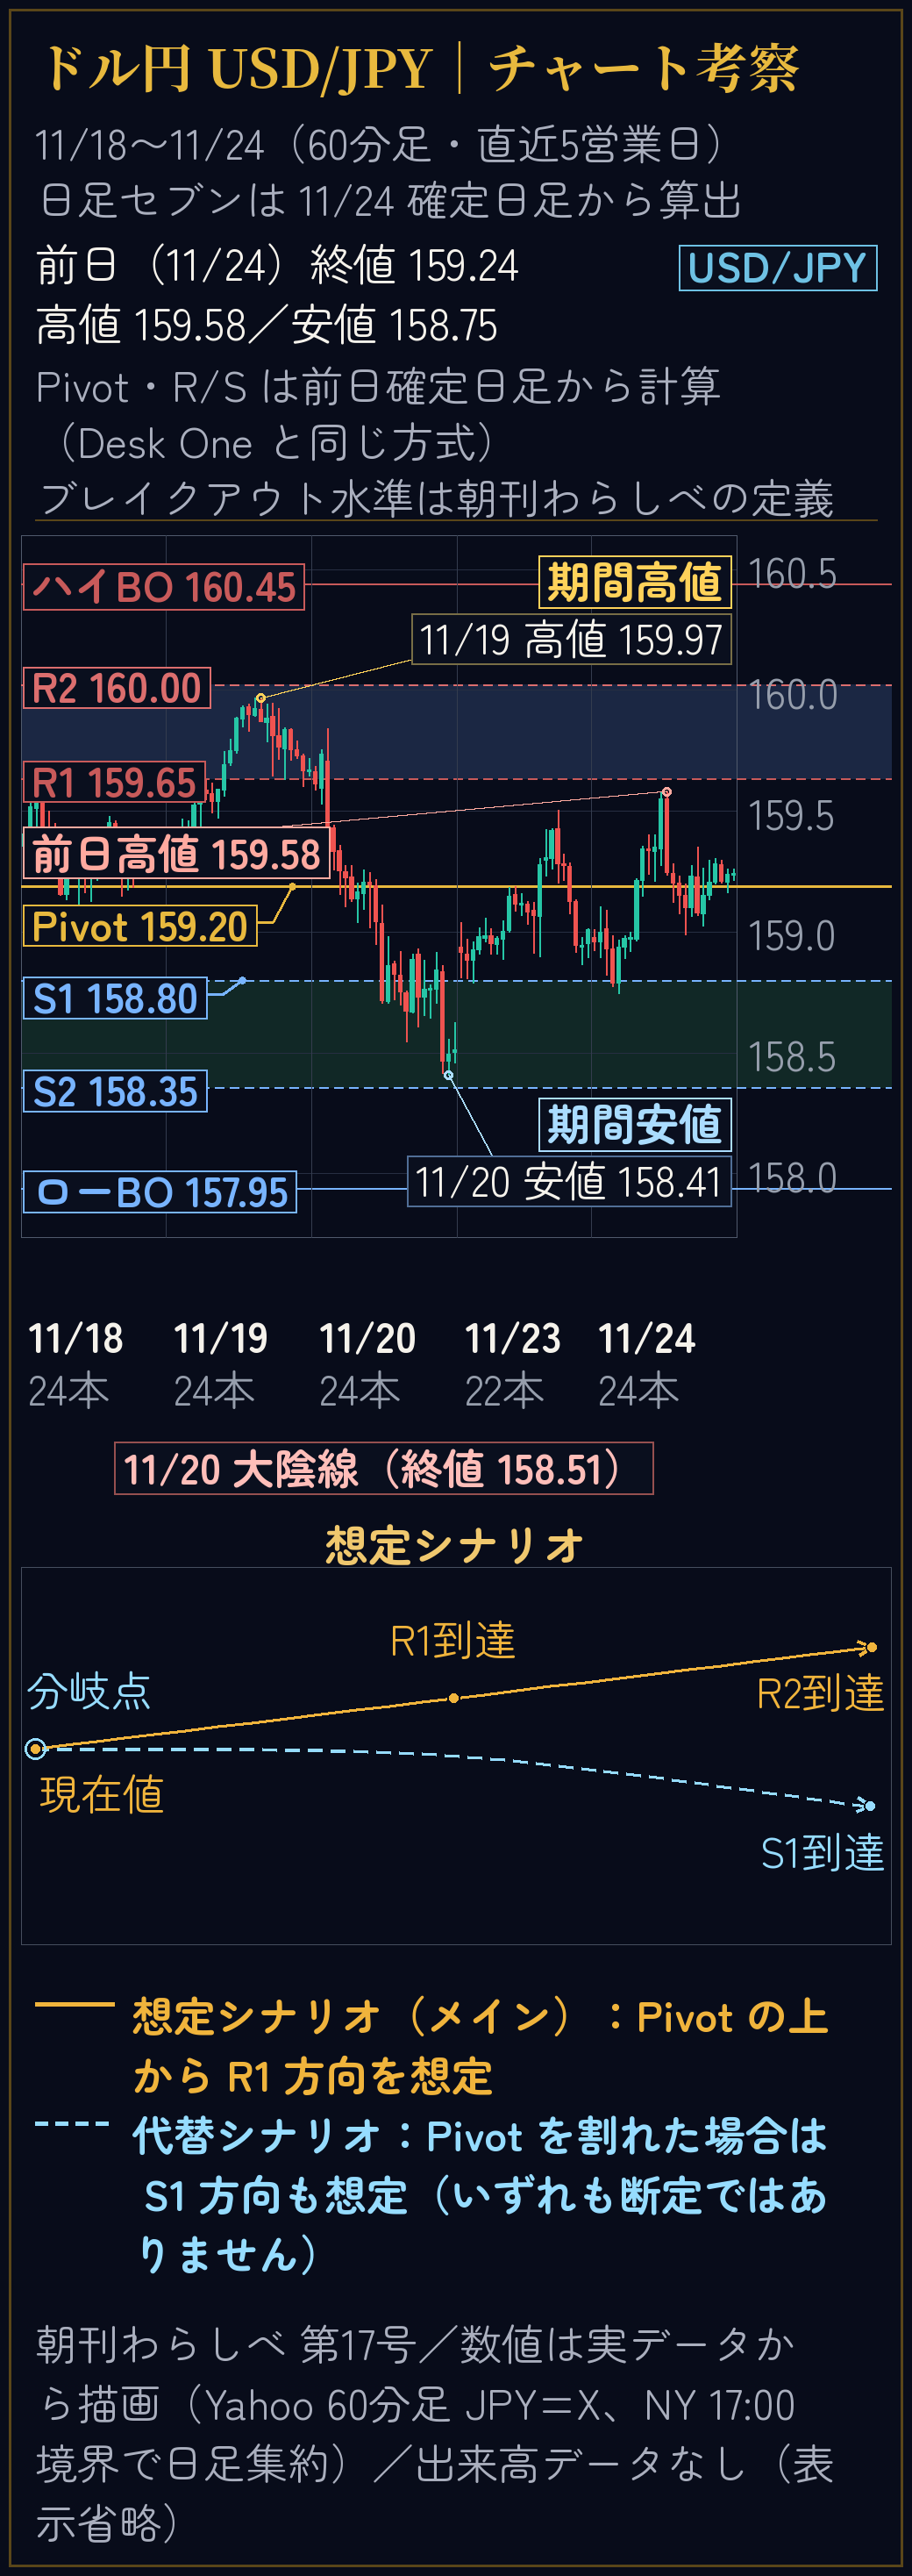 ドル円 USD/JPY｜チャート考察
11/18〜11/24（60分足・直近5営業日）
日足セブンは 11/24 確定日足から算出
前日（11/24）終値 159.24
USD/JPY
高値 159.58／安値 158.75
Pivot・R/S は前日確定日足から計算
（Desk One と同じ方式）
ブレイクアウト水準は朝刊わらしべの定義
ハイBO 160.45
期間高値
160.5
11/19 高値 159.97
R2 160.00
160.0
R1 159.65
159.5
前日高値 159.58
Pivot 159.20
159.0
S1 158.80
158.5
S2 158.35
期間安値
11/20 安値 158.41
158.0
ローBO 157.95
11/18 11/19 11/20 11/23 11/24
24本 24本 24本 22本 24本
11/20 大陰線（終値 158.51）
想定シナリオ
R1到達
分岐点
R2到達
現在値
S1到達
想定シナリオ（メイン）：Pivot の上
から R1 方向を想定
代替シナリオ：Pivot を割れた場合は
S1 方向も想定（いずれも断定ではあ
りません）
朝刊わらしべ 第17号／数値は実データか
ら描画（Yahoo 60分足 JPY=X、NY 17:00
境界で日足集約）／出来高データなし（表
示省略）